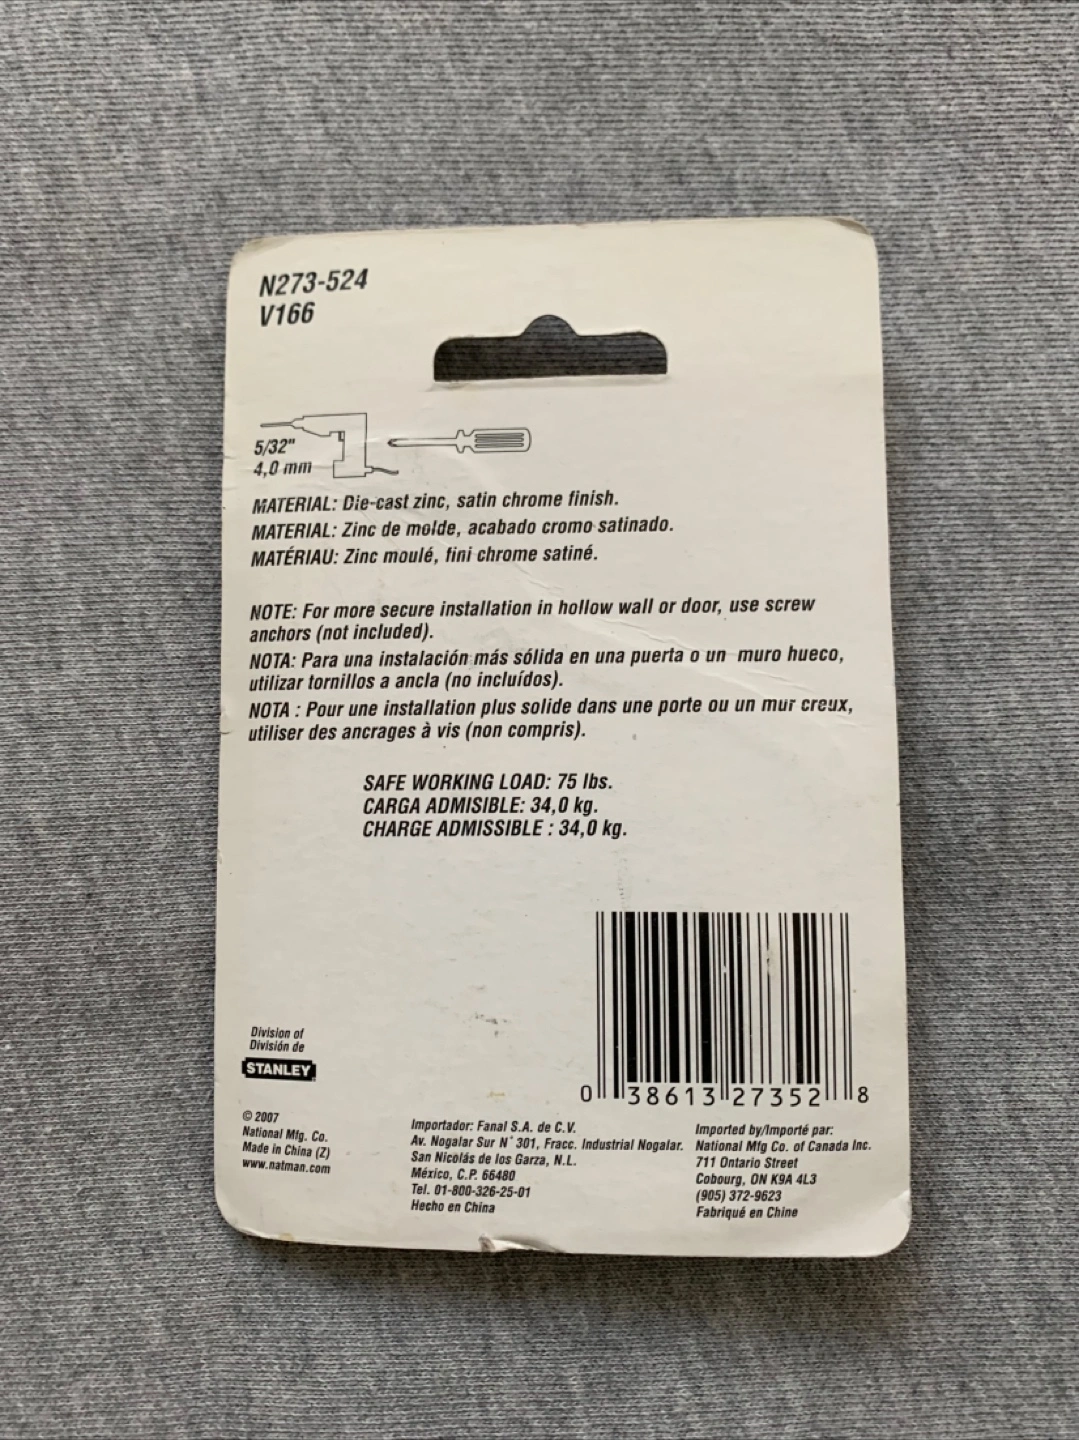 N273-524
V166
5/32"
4,0 mm
MATERIAL: Die-cast zinc, satin chrome finish.
MATERIAL: Zinc de molde, acabado cromo satinado.
MATÉRIAU: Zinc moulé, fini chrome satiné.
NOTE: For more secure installation in hollow wall or door, use screw
anchors (not included).
NOTA: Para una instalación más sólida en una puerta o un muro hueco,
utilizar tornillos a ancla (no incluídos).
NOTA : Pour une installation plus solide dans une porte ou un mur creux,
utiliser des ancrages à vis (non compris).
SAFE WORKING LOAD: 75 lbs.
CARGA ADMISIBLE: 34,0 kg.
CHARGE ADMISSIBLE : 34,0 kg.
0 38613 27352 8
Division of
División de
STANLEY
© 2007
National Mfg. Co.
Made in China (Z)
www.natman.com
Importador: Fanal S.A. de C.V.
Av. Nogalar Sur N° 301, Fracc. Industrial Nogalar.
San Nicolás de los Garza, N.L.
México, C.P. 66480
Tel. 01-800-326-25-01
Hecho en China
Imported by/Importé par:
National Mfg Co. of Canada Inc.
711 Ontario Street
Cobourg, ON K9A 4L3
(905) 372-9623
Fabriqué en Chine